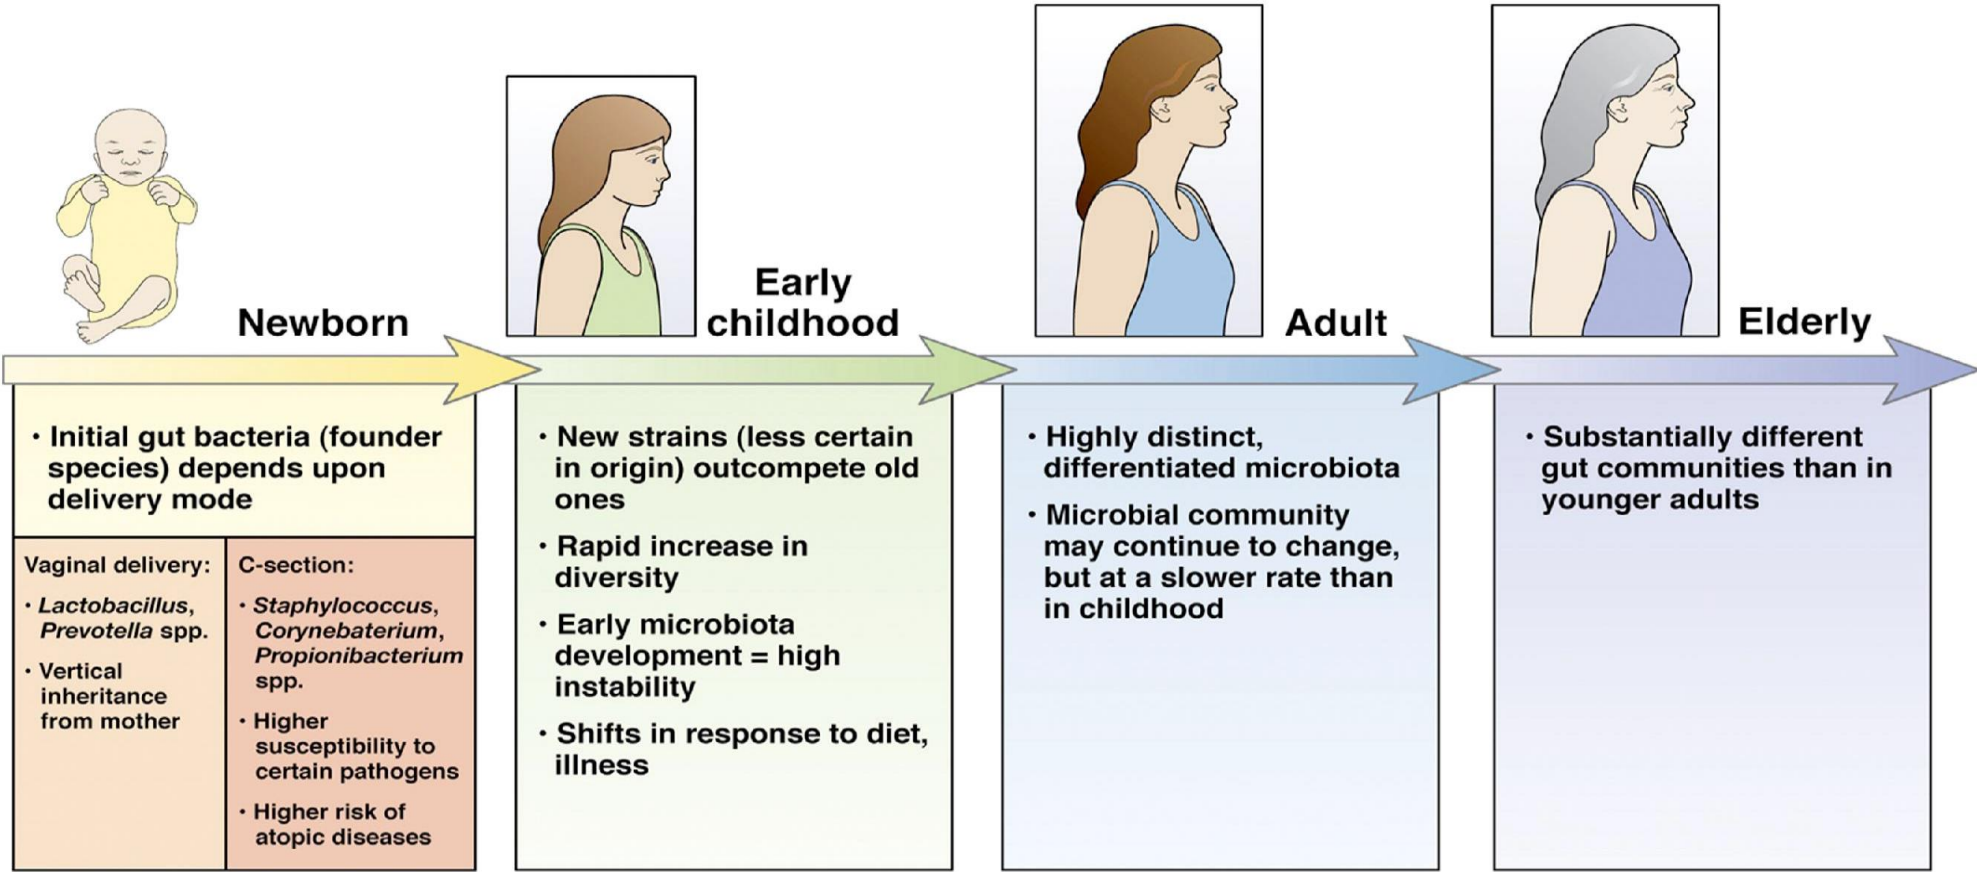 Newborn
Early
childhood
Adult
Elderly
· Initial gut bacteria (founder
species) depends upon
delivery mode
Vaginal delivery:
· Lactobacillus,
Prevotella spp.
· Vertical
inheritance
from mother
C-section:
· Staphylococcus,
Corynebaterium,
Propionibacterium
spp.
· Higher
susceptibility to
certain pathogens
· Higher risk of
atopic diseases
· New strains (less certain
in origin) outcompete old
ones
· Rapid increase in
diversity
· Early microbiota
development = high
instability
· Shifts in response to diet,
illness
· Highly distinct,
differentiated microbiota
· Microbial community
may continue to change,
but at a slower rate than
in childhood
· Substantially different
gut communities than in
younger adults